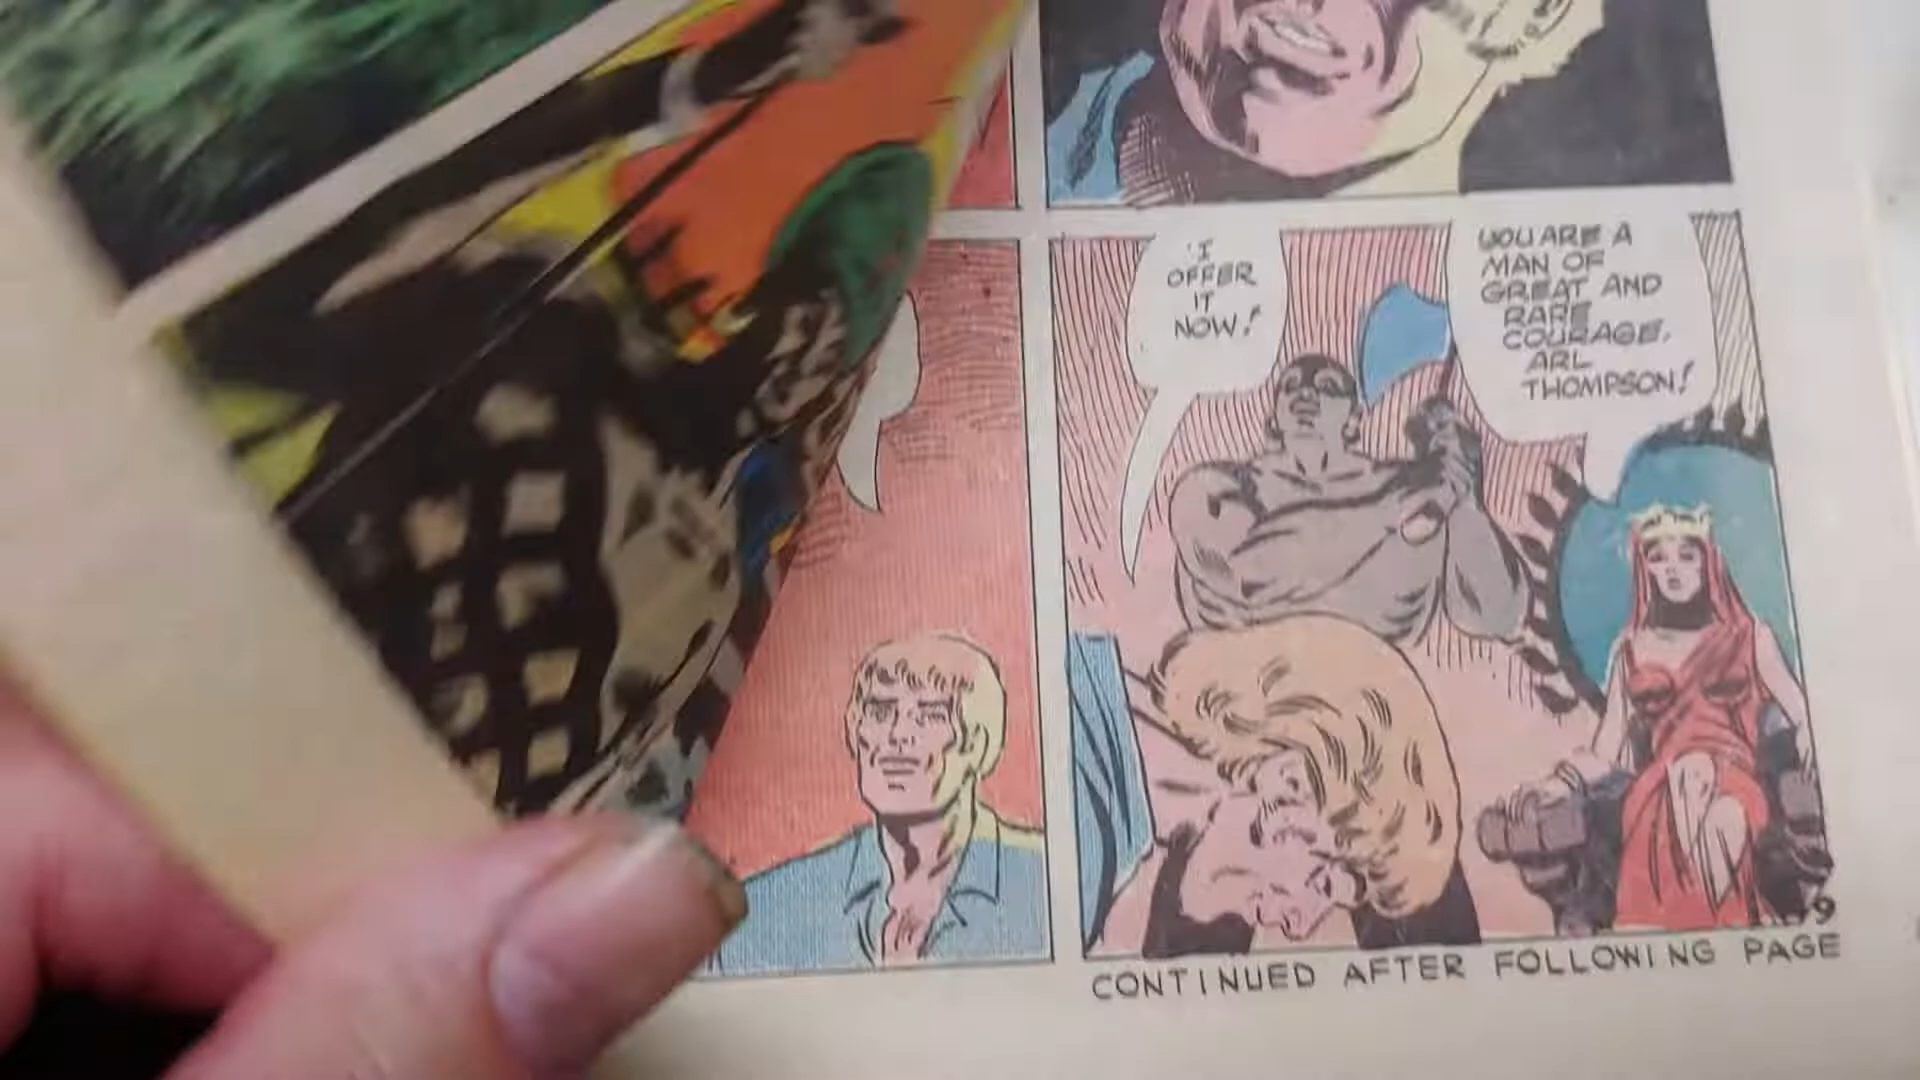 I
OFFER
IT
NOW!
YOU ARE A
MAN OF
GREAT AND
RARE
COURAGE,
ARL
THOMPSON!
9
CONTINUED AFTER FOLLOWING PAGE